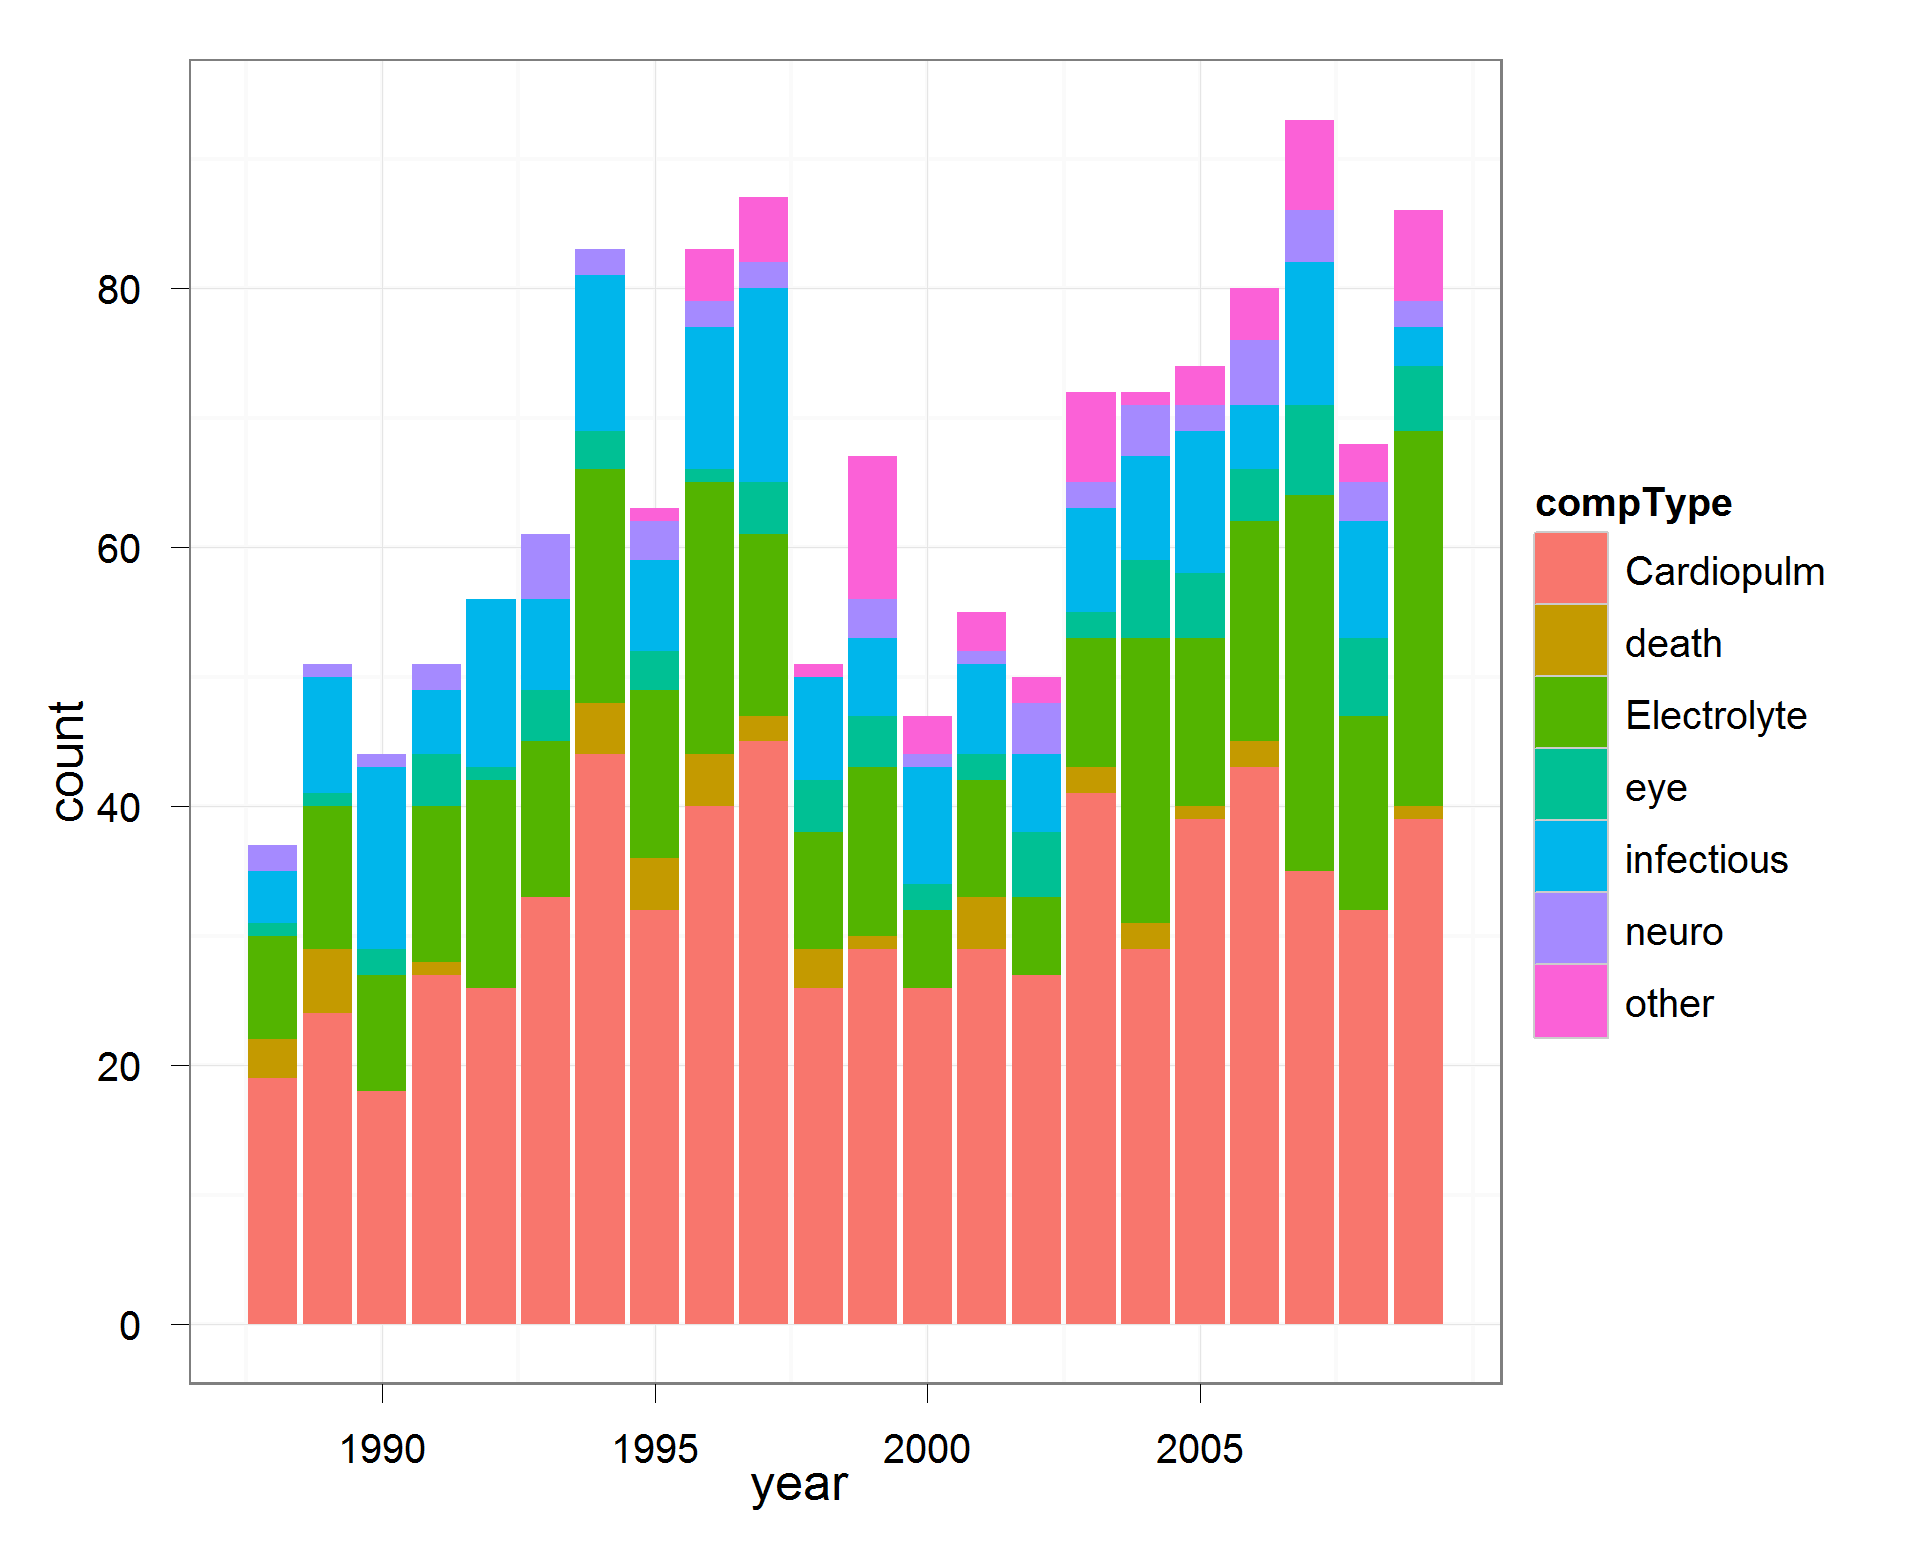 count
80
60
40
20
0
1990 1995 2000 2005
year
compType
Cardiopulm
death
Electrolyte
eye
infectious
neuro
other